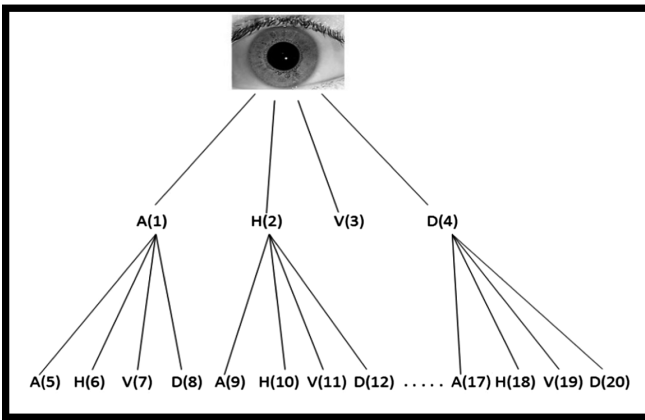 A(1) H(2) V(3) D(4)
A(5) H(6) V(7) D(8) A(9) H(10) V(11) D(12) ..... A(17) H(18) V(19) D(20)